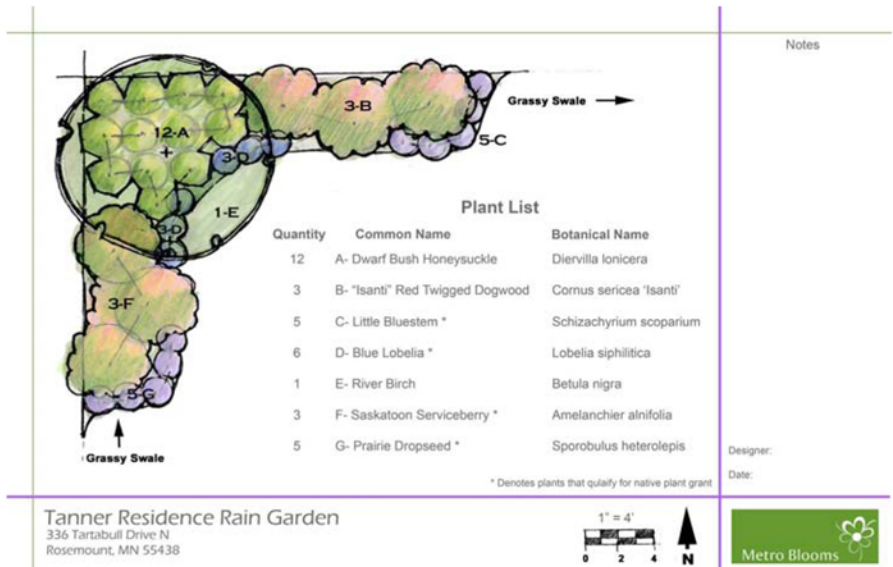 Notes
Grassy Swale
12-A
3-B
5-C
3-D
1-E
3-D
3-F
5-G
Grassy Swale
Plant List
Quantity Common Name Botanical Name
12 A- Dwarf Bush Honeysuckle Diervilla lonicera
3 B- “Isanti” Red Twigged Dogwood Cornus sericea ‘Isanti’
5 C- Little Bluestem * Schizachyrium scoparium
6 D- Blue Lobelia * Lobelia siphilitica
1 E- River Birch Betula nigra
3 F- Saskatoon Serviceberry * Amelanchier alnifolia
5 G- Prairie Dropseed * Sporobulus heterolepis
* Denotes plants that qulaify for native plant grant
Designer:
Date:
Tanner Residence Rain Garden
336 Tartabull Drive N
Rosemount, MN 55438
1" = 4'
0 2 4
N
Metro Blooms